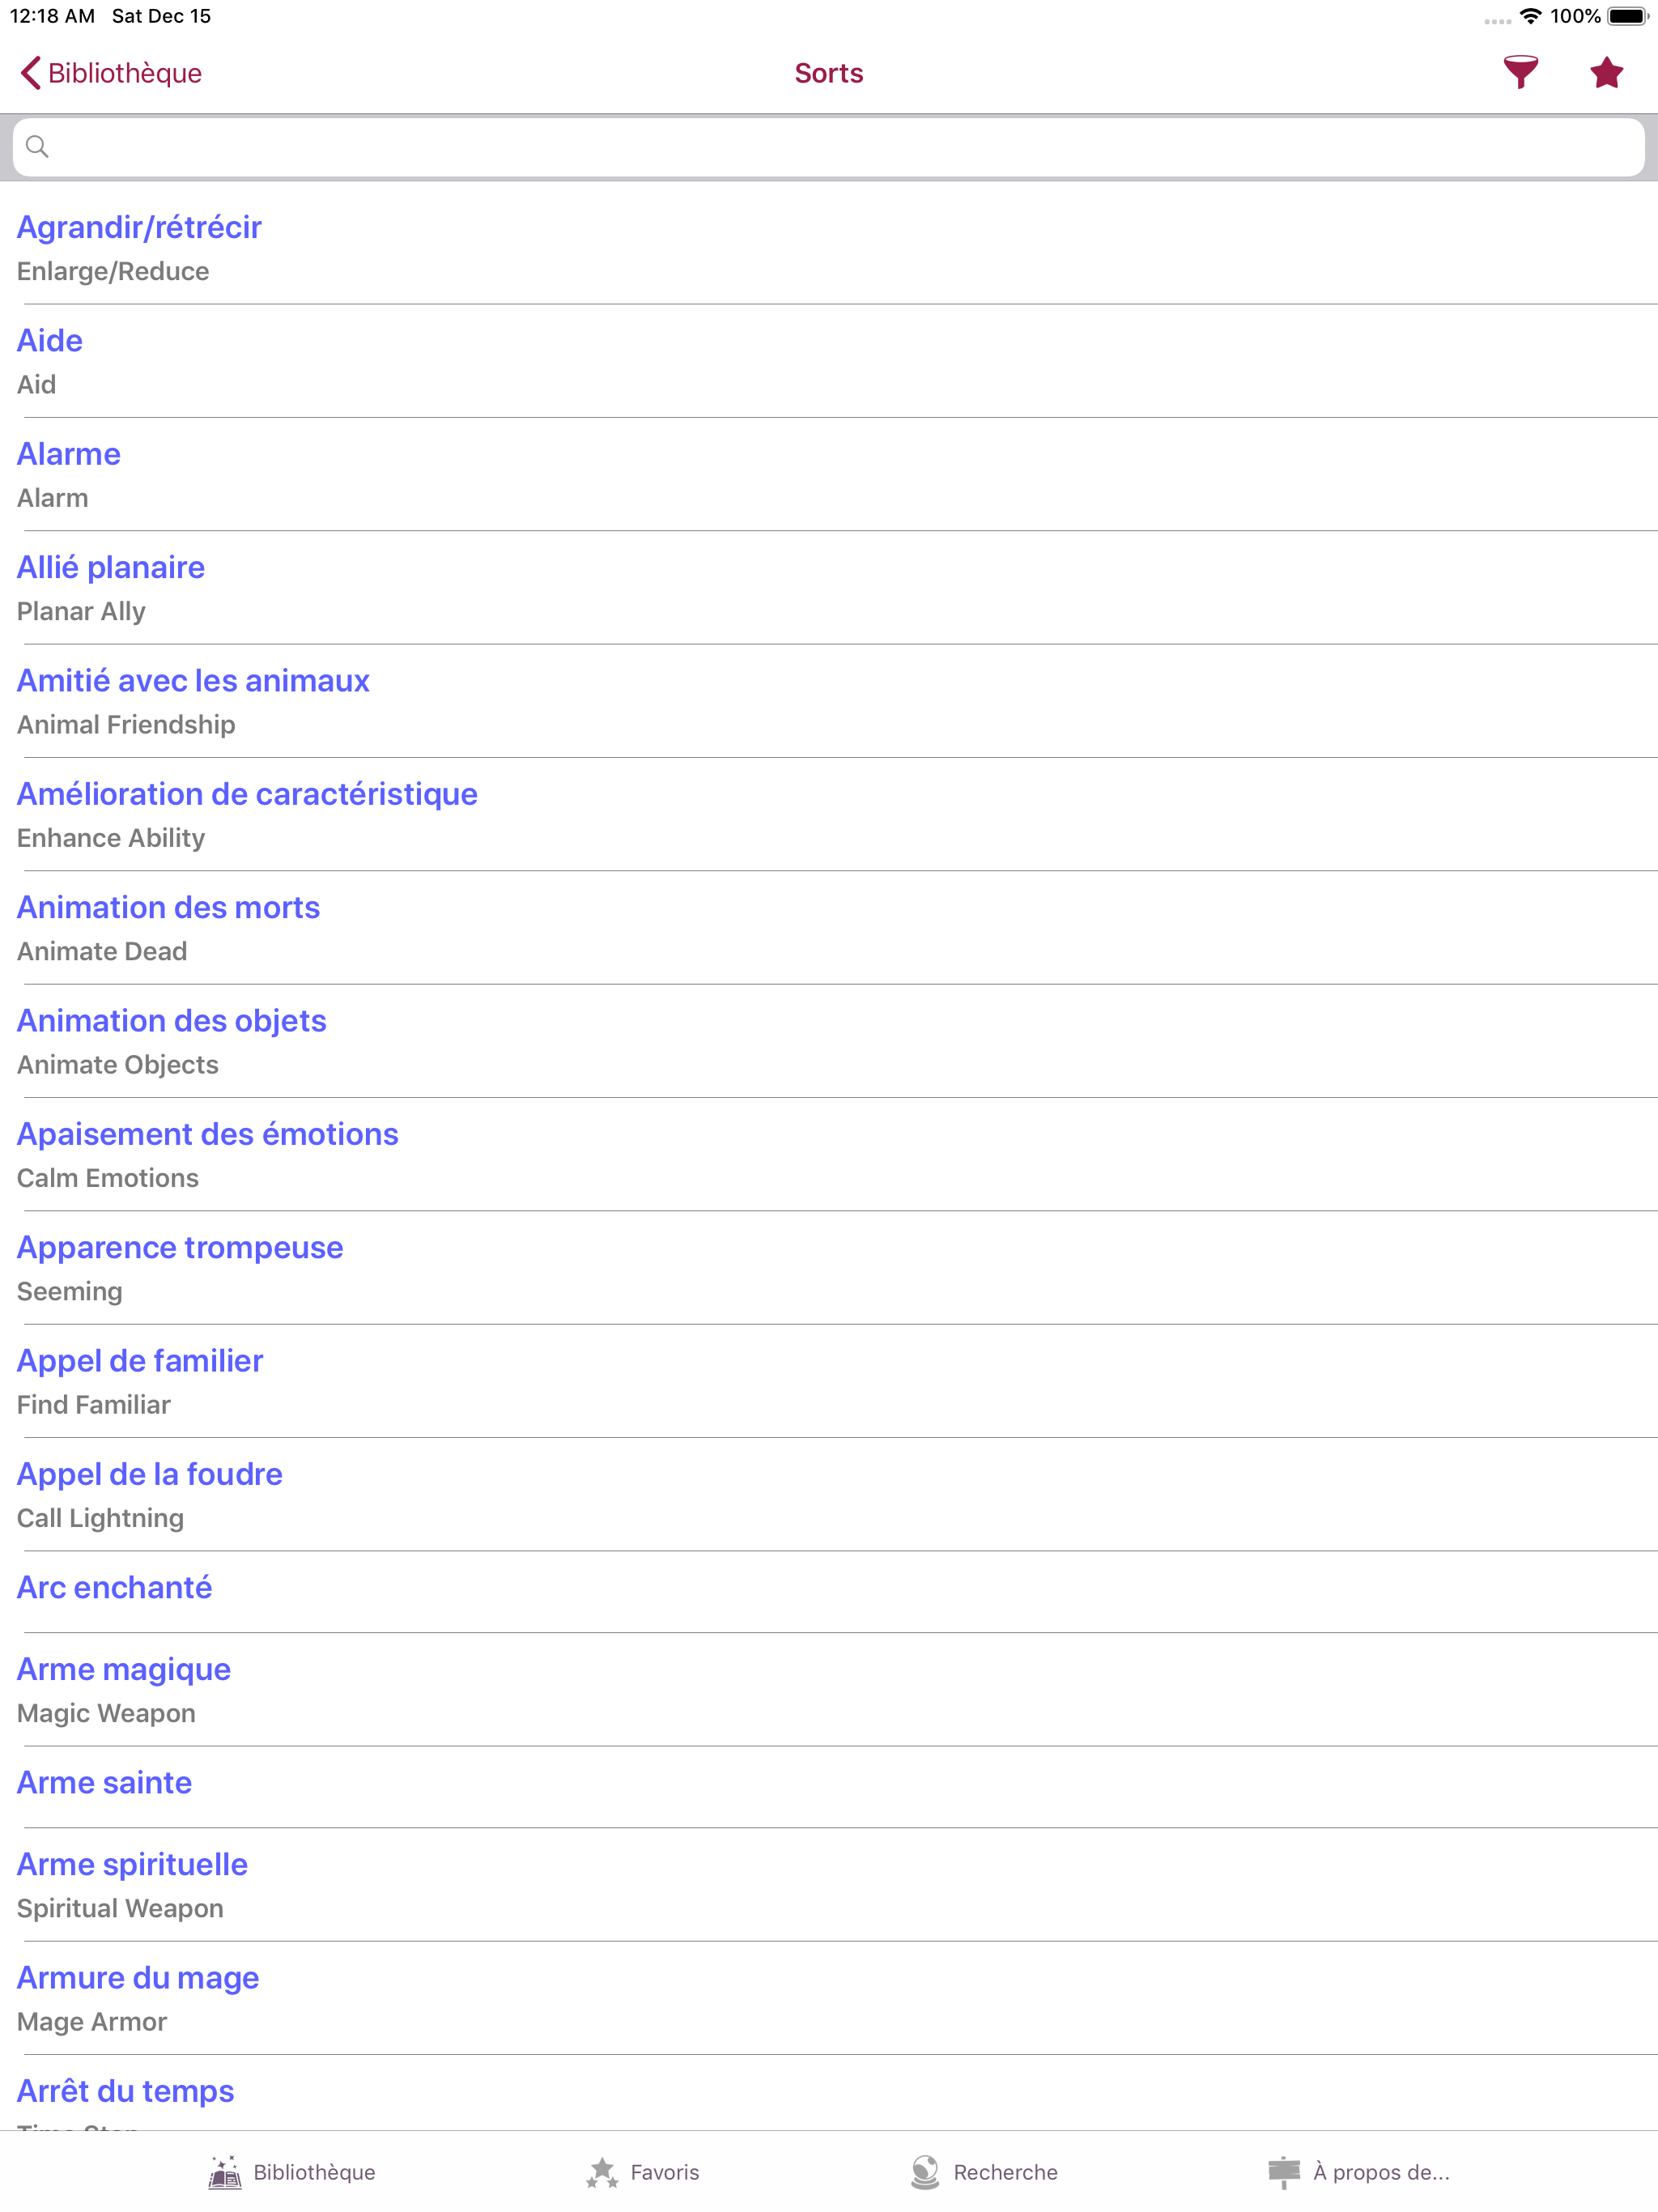 12:18 AM Sat Dec 15 100%
Bibliothèque Sorts
Agrandir/rétrécir
Enlarge/Reduce
Aide
Aid
Alarme
Alarm
Allié planaire
Planar Ally
Amitié avec les animaux
Animal Friendship
Amélioration de caractéristique
Enhance Ability
Animation des morts
Animate Dead
Animation des objets
Animate Objects
Apaisement des émotions
Calm Emotions
Apparence trompeuse
Seeming
Appel de familier
Find Familiar
Appel de la foudre
Call Lightning
Arc enchanté
Arme magique
Magic Weapon
Arme sainte
Arme spirituelle
Spiritual Weapon
Armure du mage
Mage Armor
Arrêt du temps
Bibliothèque Favoris Recherche À propos de...